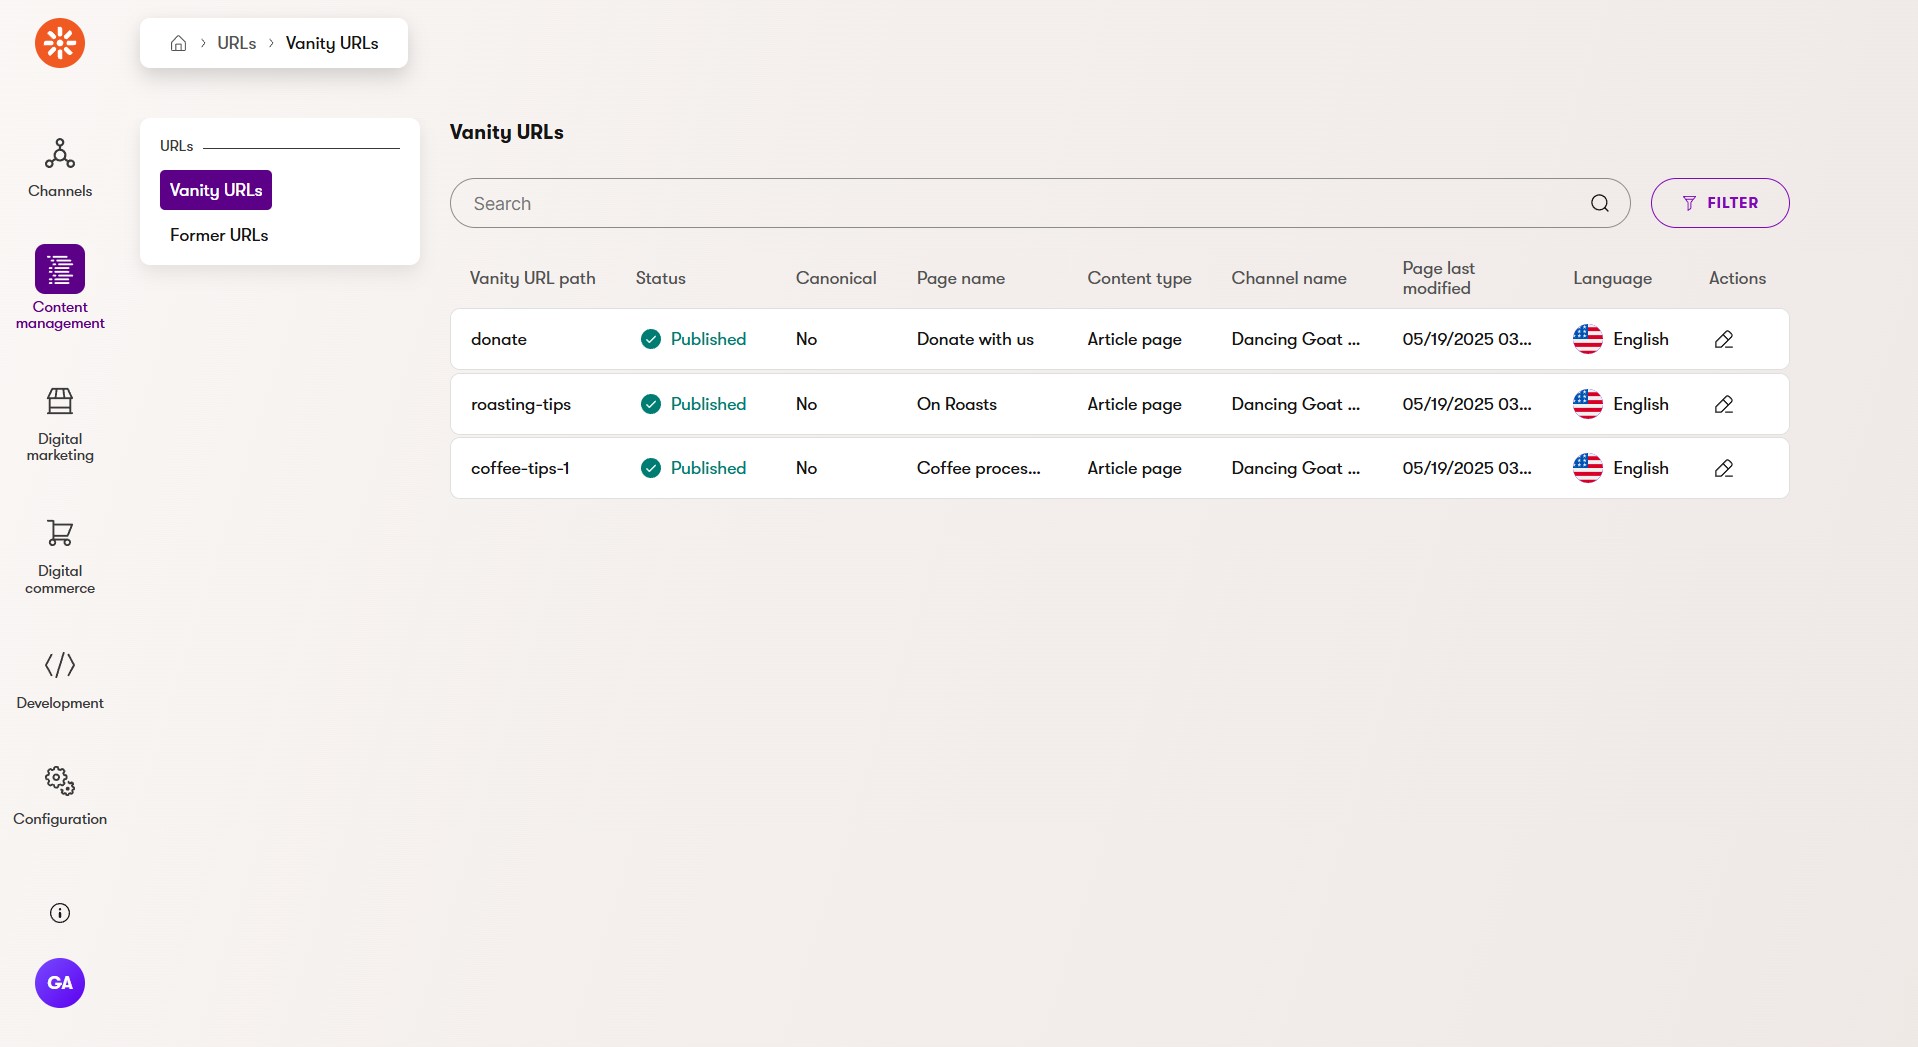 URLs
Vanity URLs
Channels
Content
management
Digital
marketing
Digital
commerce
Development
Configuration
GA
URLs
Vanity URLs
Former URLs
Vanity URLs
Search
FILTER
Vanity URL path Status Canonical Page name Content type Channel name Page last modified Language Actions
donate Published No Donate with us Article page Dancing Goat ... 05/19/2025 03... English
roasting-tips Published No On Roasts Article page Dancing Goat ... 05/19/2025 03... English
coffee-tips-1 Published No Coffee proces... Article page Dancing Goat ... 05/19/2025 03... English